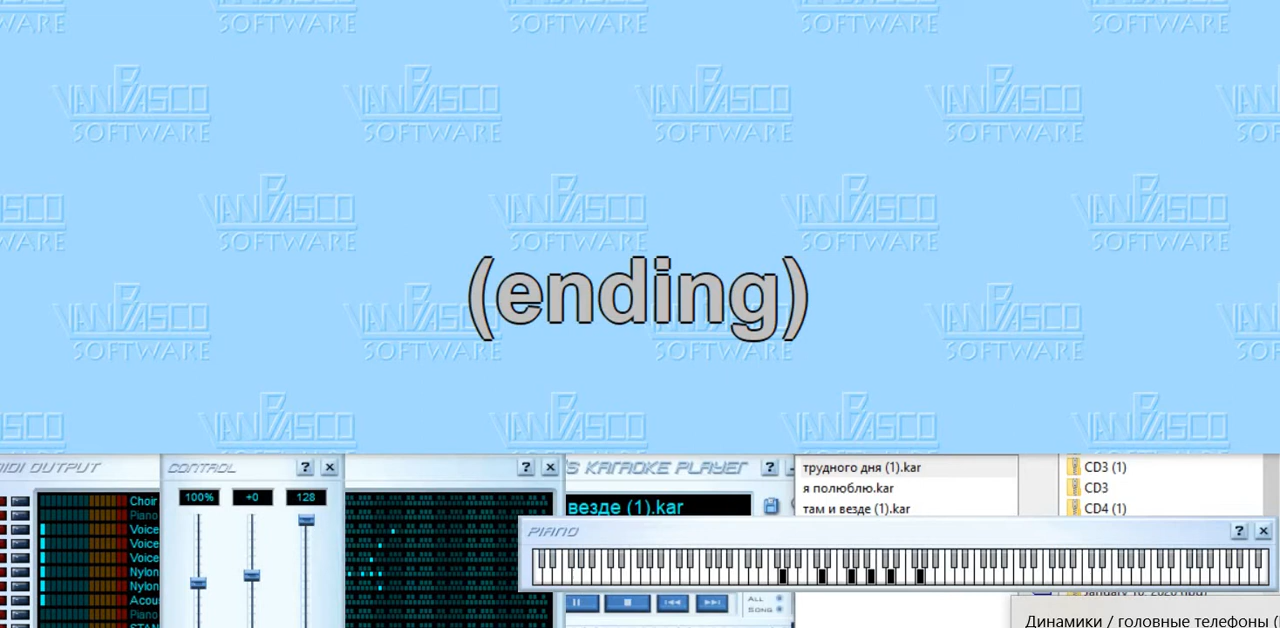 VANBASCO SOFTWARE
(ending)
MIDI OUTPUT
CONTROL
? ×
? ×
'S KARAOKE PLAYER
?
100% +0 128
везде (1).kar
Choir
Piano
Voice
Voice
Voice
Nylon
Nylon
Acous
Piano
трудного дня (1).kar
я полюблю.kar
там и везде (1).kar
CD3 (1)
CD3
CD4 (1)
PIANO
? ×
ALL
SONG
Динамики / головные телефоны (